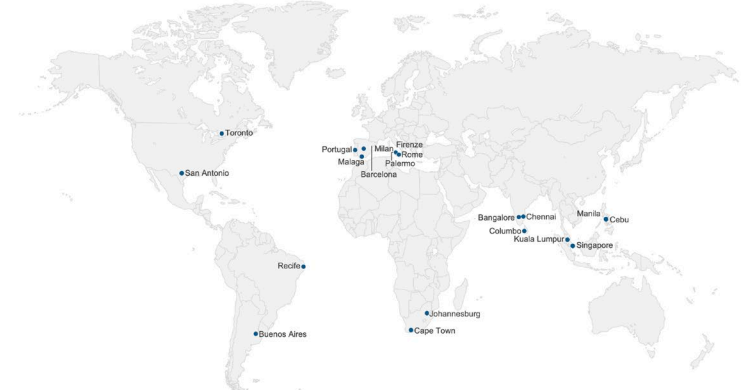 Toronto
San Antonio
Recife
Buenos Aires
Portugal
Malaga
Milan
Barcelona
Firenze
Rome
Palermo
Bangalore
Chennai
Columbo
Kuala Lumpur
Singapore
Manila
Cebu
Johannesburg
Cape Town